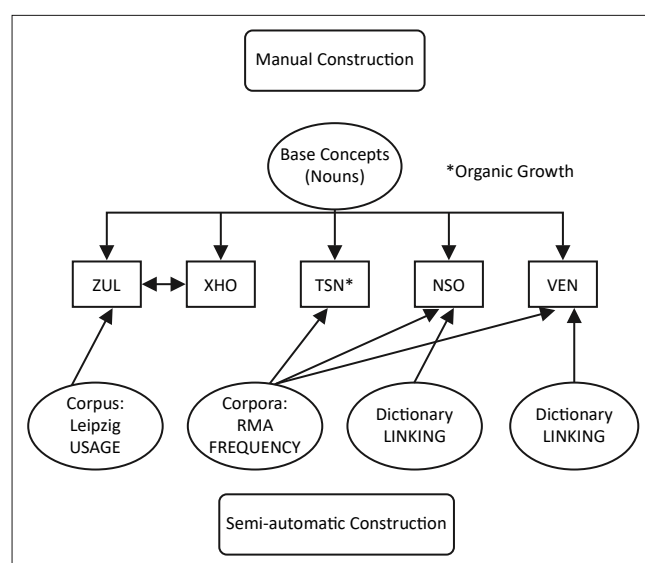 Manual Construction
Base Concepts
(Nouns)
*Organic Growth
ZUL
XHO
TSN*
NSO
VEN
Corpus:
Leipzig
USAGE
Corpora:
RMA
FREQUENCY
Dictionary
LINKING
Dictionary
LINKING
Semi-automatic Construction